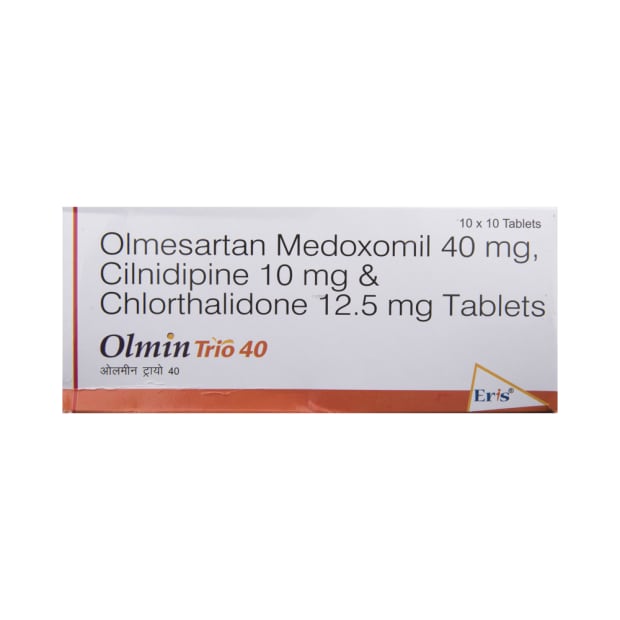 10 x 10 Tablets
Olmesartan Medoxomil 40 mg,
Cilnidipine 10 mg &
Chlorthalidone 12.5 mg Tablets
Olmin Trio 40
ओलमीन ट्रायो 40
Eris®